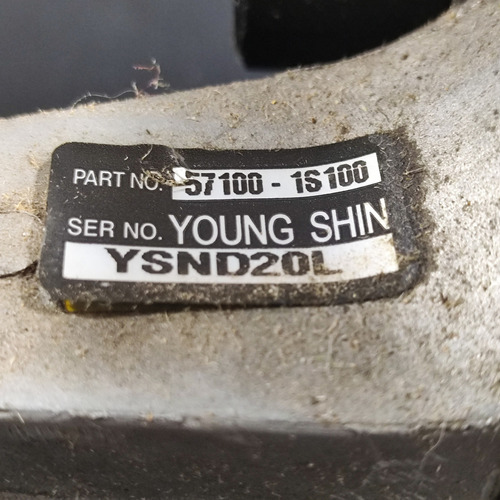 PART NO. 57100-1S100
SER NO. YOUNG SHIN
YSND20L